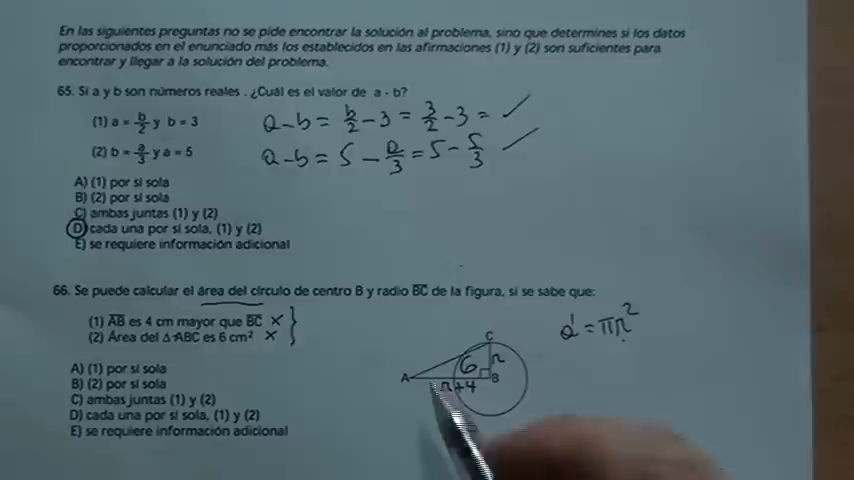 En las siguientes preguntas no se pide encontrar la solución al problema, sino que determines si los datos
proporcionados en el enunciado más los establecidos en las afirmaciones (1) y (2) son suficientes para
encontrar y llegar a la solución del problema.
65. Si a y b son números reales . ¿Cuál es el valor de a - b?
(1) a = b/2 y b = 3
a-b = b/2 - 3 = 3/2 - 3 = ✓
(2) b = a/3 y a = 5
a-b = 5 - a/3 = 5 - 5/3 ✓
A) (1) por sí sola
B) (2) por sí sola
C) ambas juntas (1) y (2)
D) cada una por sí sola, (1) y (2)
E) se requiere información adicional
66. Se puede calcular el área del círculo de centro B y radio BC de la figura, si se sabe que:
(1) AB es 4 cm mayor que BC ×
(2) Área del Δ ABC es 6 cm² ×
a = πr²
A) (1) por sí sola
B) (2) por sí sola
C) ambas juntas (1) y (2)
D) cada una por sí sola, (1) y (2)
E) se requiere información adicional
C
6 r
A B
r+4